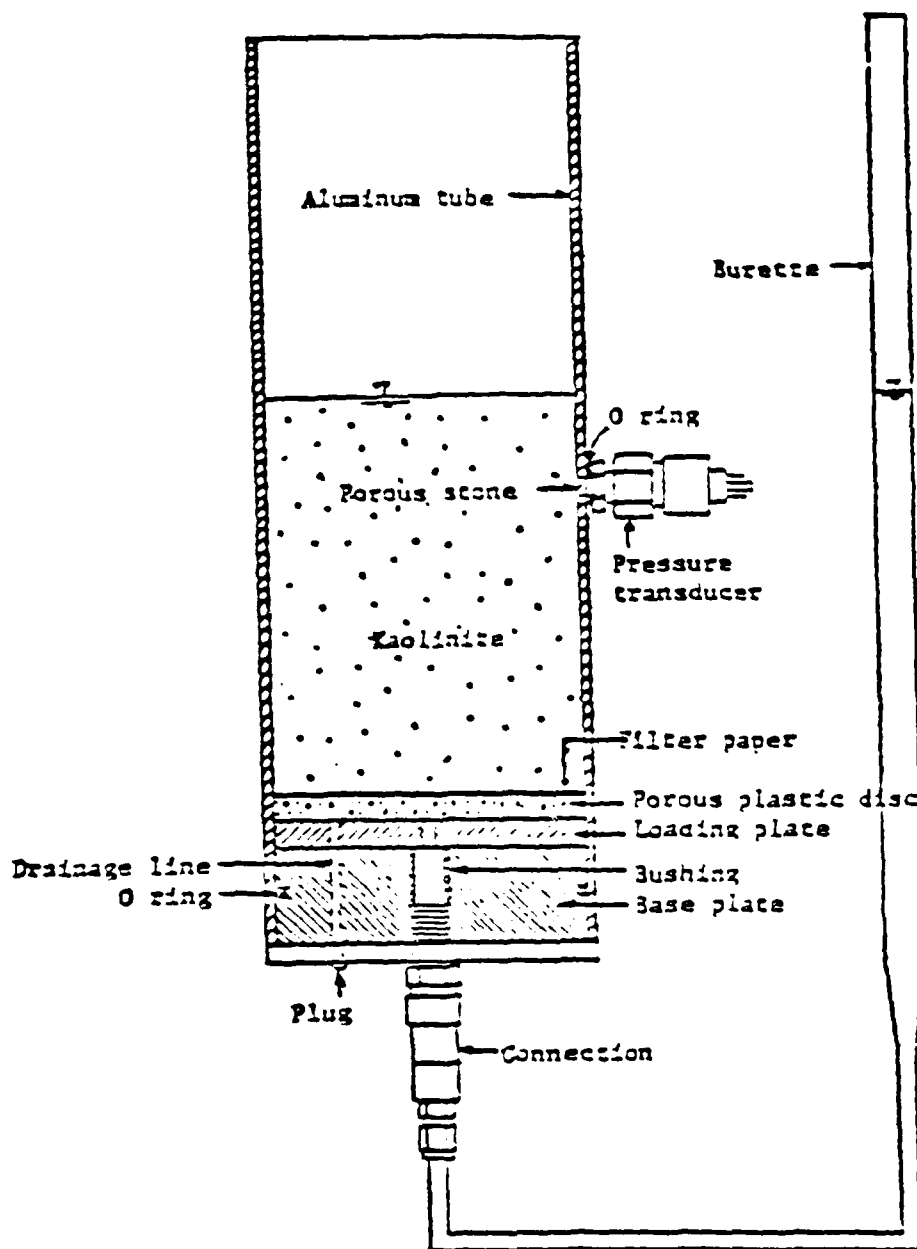 Aluminum tube
Burette
O ring
Porous stone
Pressure
transducer
Kaolinite
Filter paper
Porous plastic disc
Loading plate
Drainage line
Bushing
O ring
Base plate
Plug
Connection